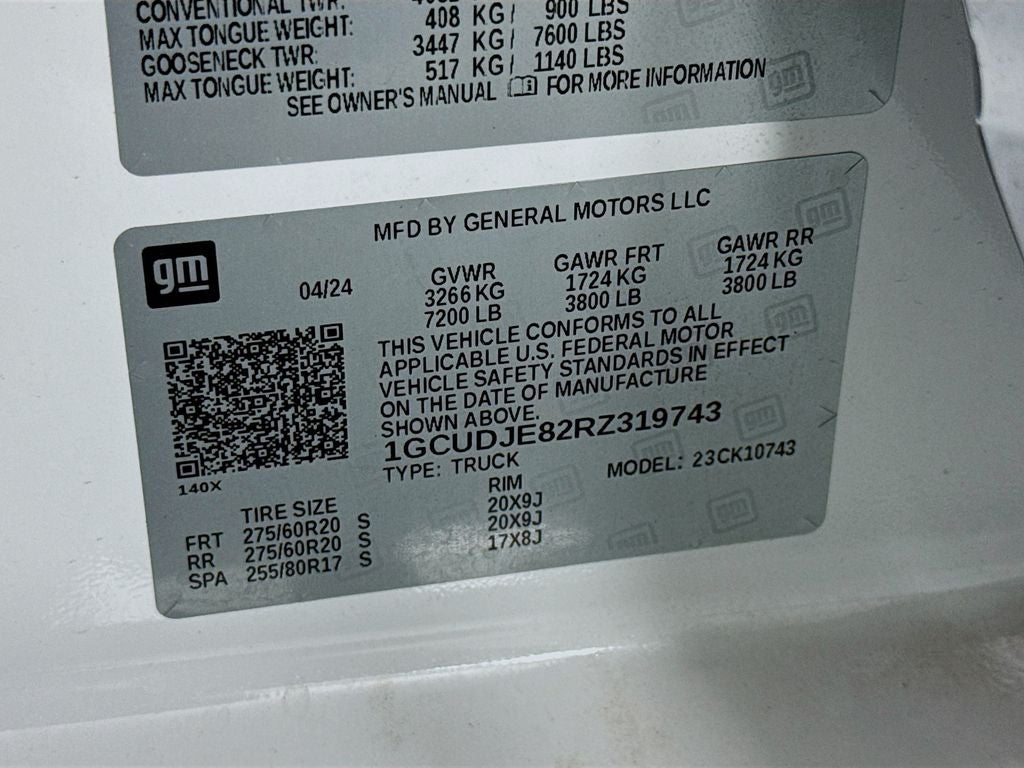 CONVENTIONAL TWR:
MAX TONGUE WEIGHT: 408 KG/ 900 LBS
GOOSENECK TWR: 3447 KG/ 7600 LBS
MAX TONGUE WEIGHT: 517 KG/ 1140 LBS
SEE OWNER'S MANUAL FOR MORE INFORMATION
MFD BY GENERAL MOTORS LLC
gm
04/24
GVWR GAWR FRT GAWR RR
3266 KG 1724 KG 1724 KG
7200 LB 3800 LB 3800 LB
THIS VEHICLE CONFORMS TO ALL
APPLICABLE U.S. FEDERAL MOTOR
VEHICLE SAFETY STANDARDS IN EFFECT
ON THE DATE OF MANUFACTURE
SHOWN ABOVE.
1GCUDJE82RZ319743
TYPE: TRUCK MODEL: 23CK10743
140X
TIRE SIZE RIM
FRT 275/60R20 S 20X9J
RR 275/60R20 S 20X9J
SPA 255/80R17 S 17X8J